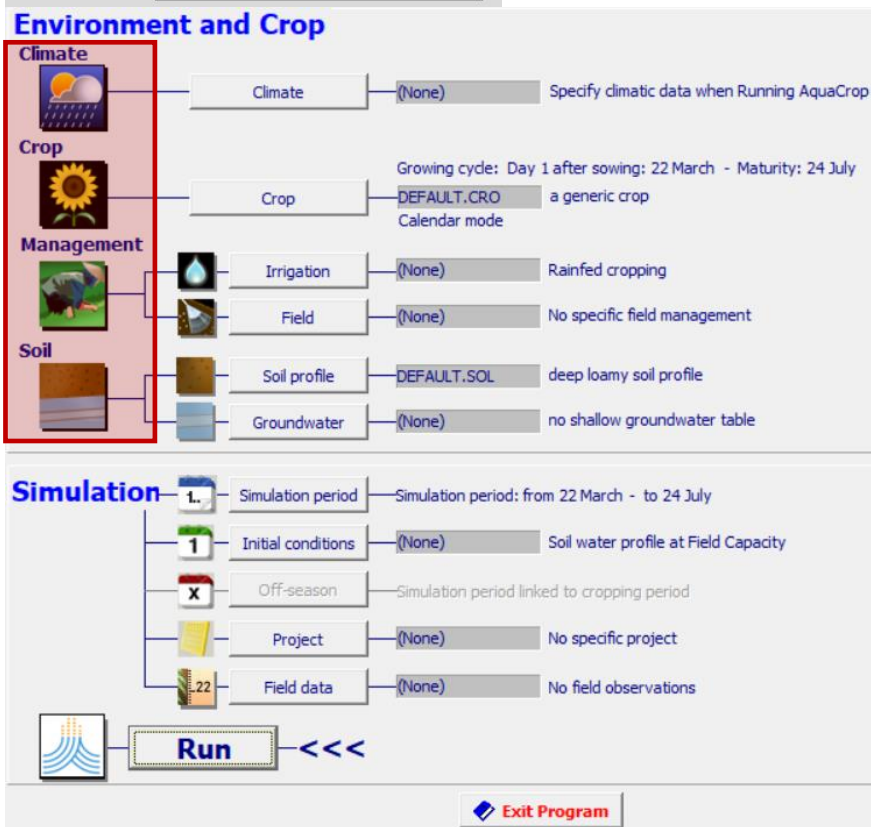 Environment and Crop
Climate
Climate (None) Specify climatic data when Running AquaCrop
Crop
Growing cycle: Day 1 after sowing: 22 March - Maturity: 24 July
Crop DEFAULT.CRO a generic crop
Calendar mode
Management
Irrigation (None) Rainfed cropping
Field (None) No specific field management
Soil
Soil profile DEFAULT.SOL deep loamy soil profile
Groundwater (None) no shallow groundwater table
Simulation 1.. Simulation period Simulation period: from 22 March - to 24 July
1 Initial conditions (None) Soil water profile at Field Capacity
X Off-season Simulation period linked to cropping period
Project (None) No specific project
..22 Field data (None) No field observations
Run <<<
Exit Program